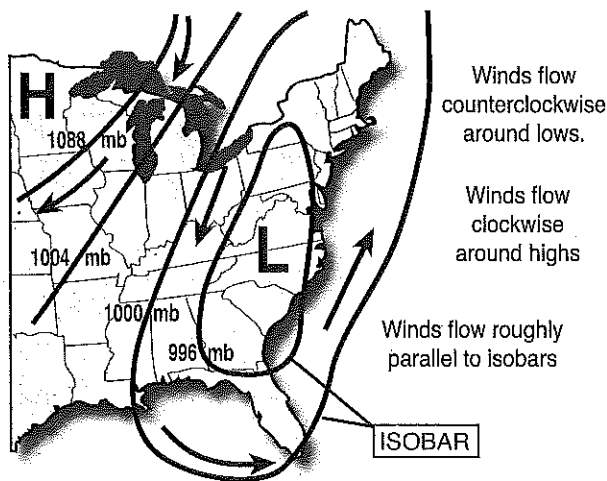 H
1088 mb
1004 mb
1000 mb
996 mb
L
Winds flow
counterclockwise
around lows.
Winds flow
clockwise
around highs
Winds flow roughly
parallel to isobars
ISOBAR